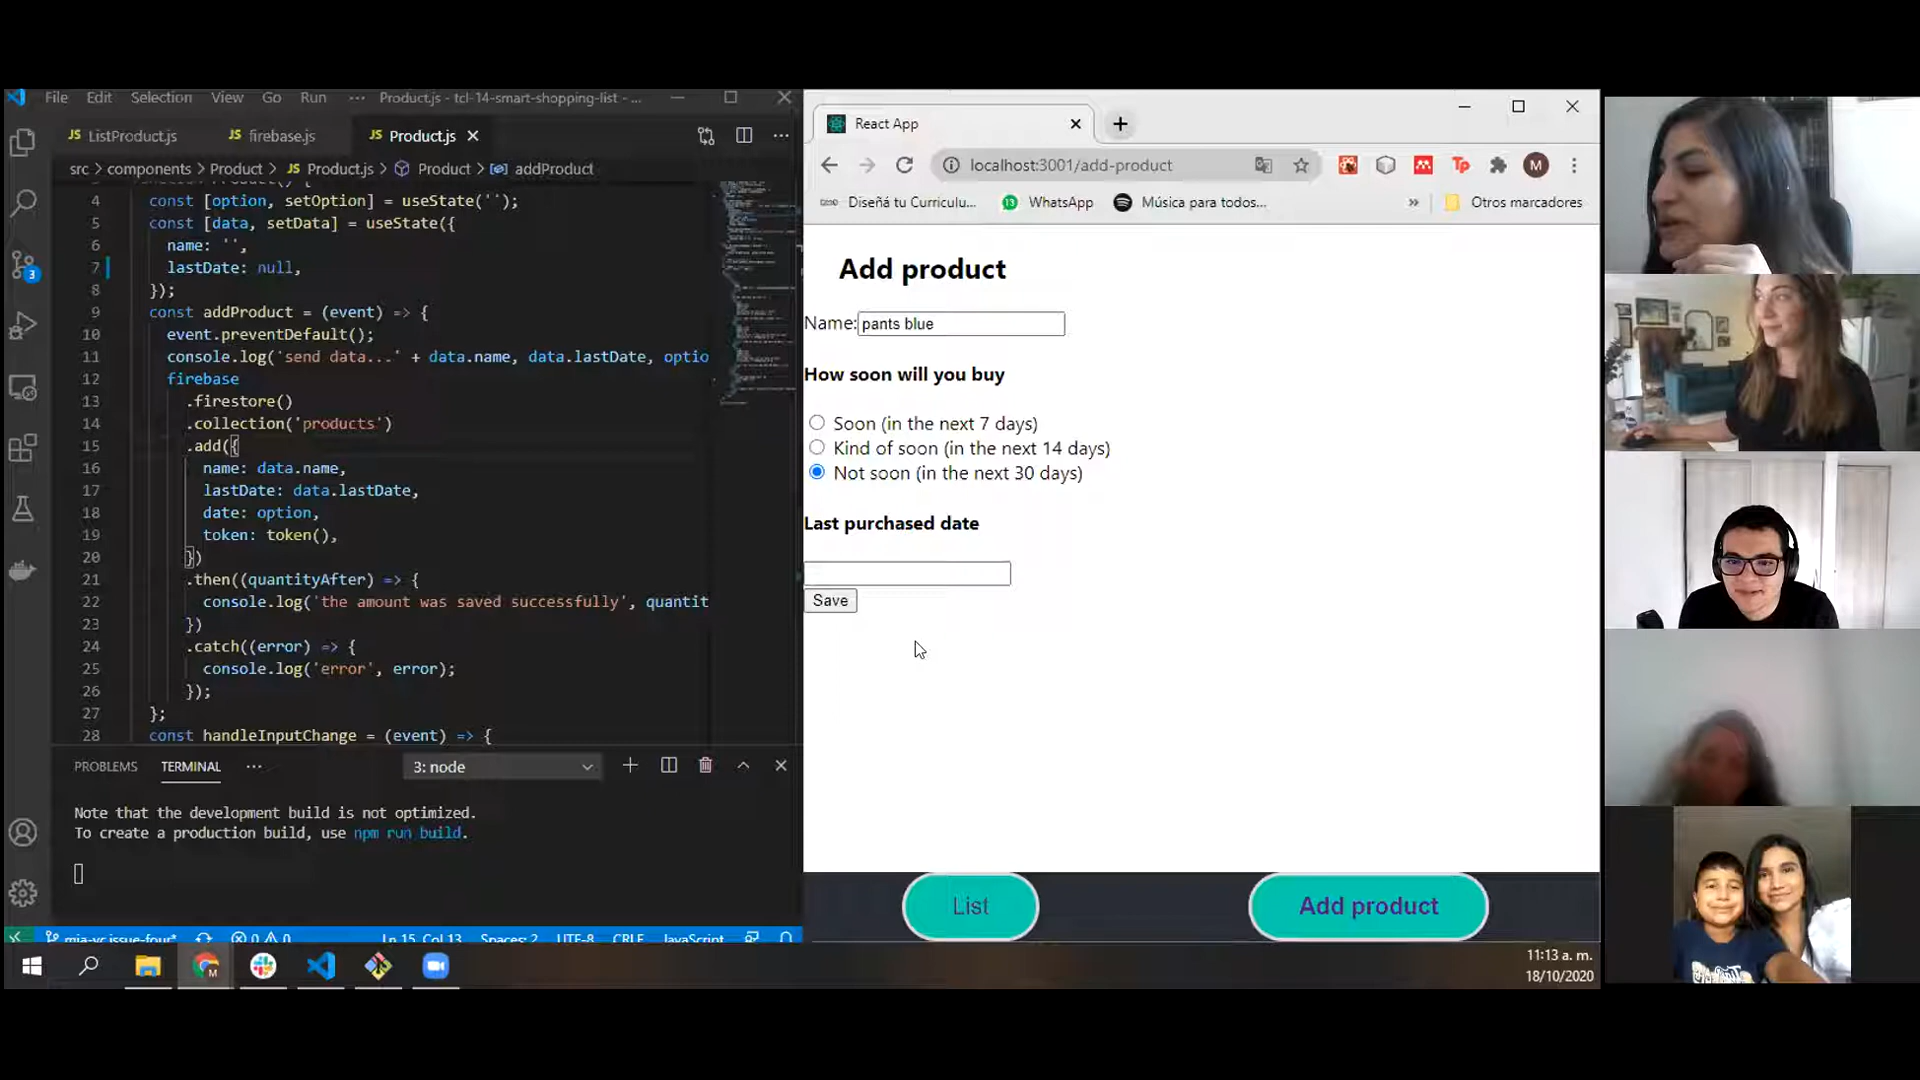 File Edit Selection View Go Run ··· Product.js - tcl-14-smart-shopping-list - ...
JS ListProduct.js JS firebase.js JS Product.js
src > components > Product > JS Product.js > Product > addProduct
4 const [option, setOption] = useState('');
5 const [data, setData] = useState({
6 name: '',
7 lastDate: null,
8 });
9 const addProduct = (event) => {
10 event.preventDefault();
11 console.log('send data...' + data.name, data.lastDate, optio
12 firebase
13 .firestore()
14 .collection('products')
15 .add({
16 name: data.name,
17 lastDate: data.lastDate,
18 date: option,
19 token: token(),
20 })
21 .then((quantityAfter) => {
22 console.log('the amount was saved successfully', quantit
23 })
24 .catch((error) => {
25 console.log('error', error);
26 });
27 };
28 const handleInputChange = (event) => {
3
PROBLEMS TERMINAL ··· 3: node
Note that the development build is not optimized.
To create a production build, use npm run build.
mia-vc issue-four* 0 0 Ln 15, Col 13 Spaces: 2 UTF-8 CRLF JavaScript
React App
localhost:3001/add-product
Tp M
Diseñá tu Curriculu... 13 WhatsApp Música para todos... » Otros marcadores
Add product
Name: pants blue
How soon will you buy
Soon (in the next 7 days)
Kind of soon (in the next 14 days)
Not soon (in the next 30 days)
Last purchased date
Save
List Add product
11:13 a. m.
18/10/2020